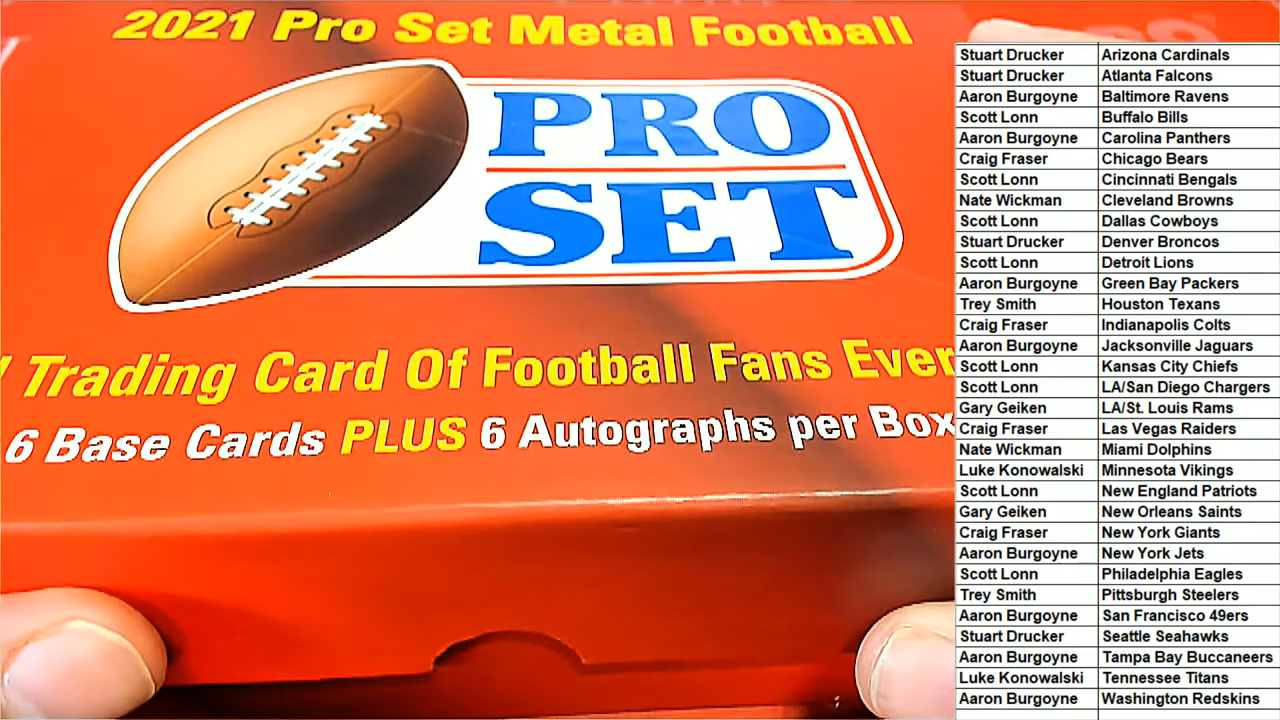 2021 Pro Set Metal Football
PRO
SET
Trading Card Of Football Fans Ever
6 Base Cards PLUS 6 Autographs per Box
Stuart Drucker Arizona Cardinals
Stuart Drucker Atlanta Falcons
Aaron Burgoyne Baltimore Ravens
Scott Lonn Buffalo Bills
Aaron Burgoyne Carolina Panthers
Craig Fraser Chicago Bears
Scott Lonn Cincinnati Bengals
Nate Wickman Cleveland Browns
Scott Lonn Dallas Cowboys
Stuart Drucker Denver Broncos
Scott Lonn Detroit Lions
Aaron Burgoyne Green Bay Packers
Trey Smith Houston Texans
Craig Fraser Indianapolis Colts
Aaron Burgoyne Jacksonville Jaguars
Scott Lonn Kansas City Chiefs
Scott Lonn LA/San Diego Chargers
Gary Geiken LA/St. Louis Rams
Craig Fraser Las Vegas Raiders
Nate Wickman Miami Dolphins
Luke Konowalski Minnesota Vikings
Scott Lonn New England Patriots
Gary Geiken New Orleans Saints
Craig Fraser New York Giants
Aaron Burgoyne New York Jets
Scott Lonn Philadelphia Eagles
Trey Smith Pittsburgh Steelers
Aaron Burgoyne San Francisco 49ers
Stuart Drucker Seattle Seahawks
Aaron Burgoyne Tampa Bay Buccaneers
Luke Konowalski Tennessee Titans
Aaron Burgoyne Washington Redskins